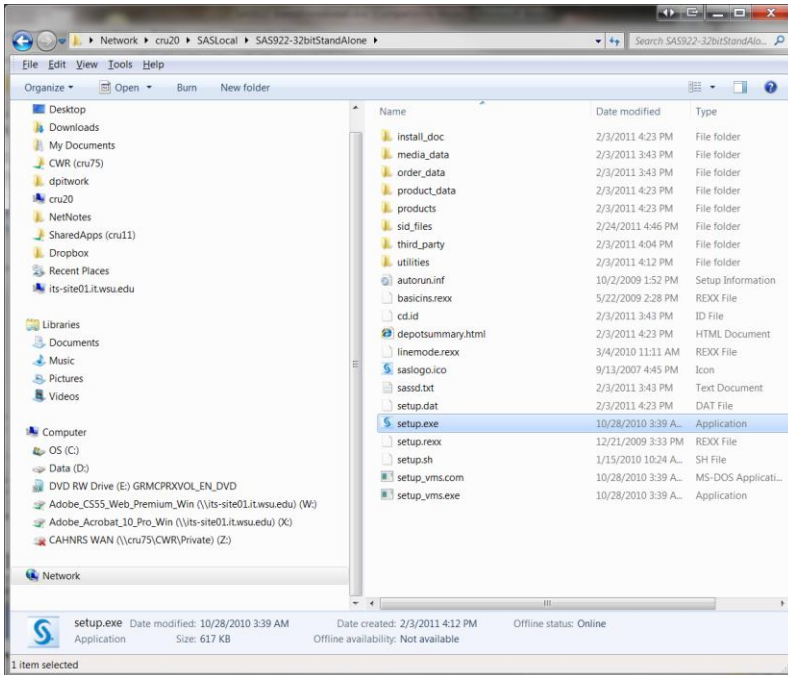 Network ▸ cru20 ▸ SASLocal ▸ SAS922-32bitStandAlone ▸
Search SAS922-32bitStandAlo...
File Edit View Tools Help
Organize Open Burn New folder
Desktop
Downloads
My Documents
CWR (cru75)
dpitwork
cru20
NetNotes
SharedApps (cru11)
Dropbox
Recent Places
its-site01.it.wsu.edu
Libraries
Documents
Music
Pictures
Videos
Computer
OS (C:)
Data (D:)
DVD RW Drive (E:) GRMCPRXVOL_EN_DVD
Adobe_CS55_Web_Premium_Win (\\its-site01.it.wsu.edu) (W:)
Adobe_Acrobat_10_Pro_Win (\\its-site01.it.wsu.edu) (X:)
CAHNRS WAN (\\cru75\CWR\Private) (Z:)
Network
Name Date modified Type
install_doc 2/3/2011 4:23 PM File folder
media_data 2/3/2011 3:43 PM File folder
order_data 2/3/2011 3:43 PM File folder
product_data 2/3/2011 4:23 PM File folder
products 2/3/2011 4:23 PM File folder
sid_files 2/24/2011 4:46 PM File folder
third_party 2/3/2011 4:04 PM File folder
utilities 2/3/2011 4:12 PM File folder
autorun.inf 10/2/2009 1:52 PM Setup Information
basicins.rexx 5/22/2009 2:28 PM REXX File
cd.id 2/3/2011 3:43 PM ID File
depotsummary.html 2/3/2011 4:23 PM HTML Document
linemode.rexx 3/4/2010 11:11 AM REXX File
saslogo.ico 9/13/2007 4:45 PM Icon
sassd.txt 2/3/2011 3:43 PM Text Document
setup.dat 2/3/2011 4:23 PM DAT File
setup.exe 10/28/2010 3:39 A... Application
setup.rexx 12/21/2009 3:33 PM REXX File
setup.sh 1/15/2010 10:24 A... SH File
setup_vms.com 10/28/2010 3:39 A... MS-DOS Applicati...
setup_vms.exe 10/28/2010 3:39 A... Application
setup.exe Date modified: 10/28/2010 3:39 AM Date created: 2/3/2011 4:12 PM Offline status: Online
Application Size: 617 KB Offline availability: Not available
1 item selected